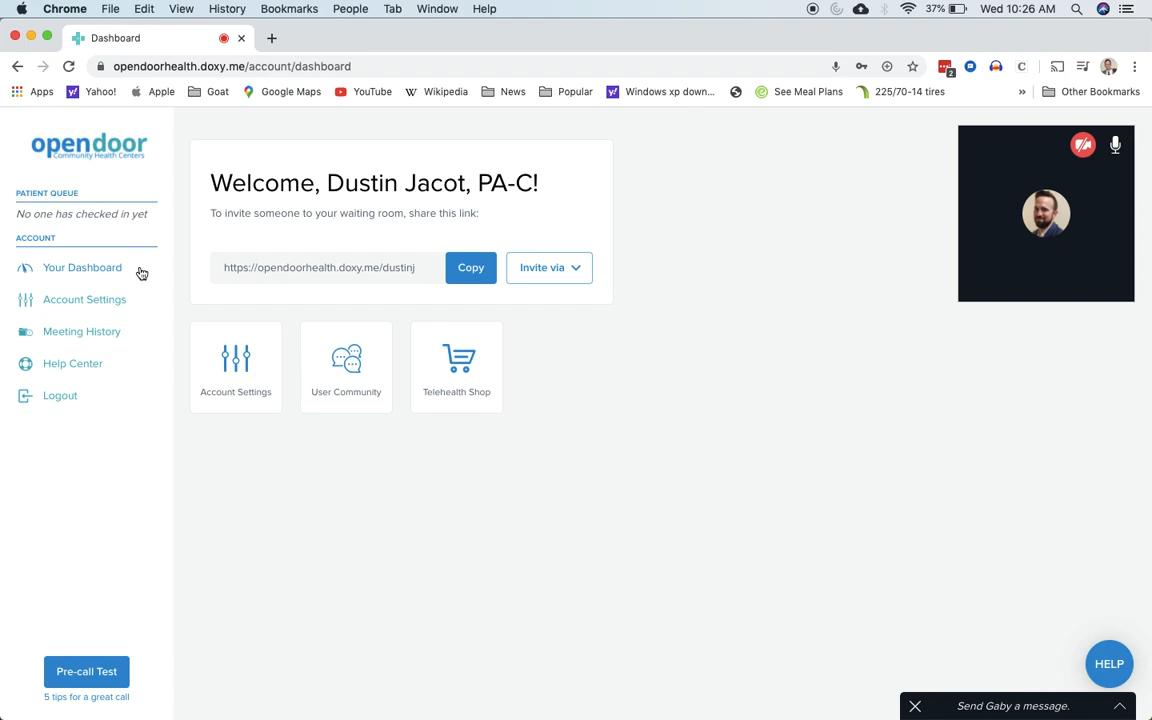 Chrome File Edit View History Bookmarks People Tab Window Help 37% Wed 10:26 AM
Dashboard
opendoorhealth.doxy.me/account/dashboard 2 C
Apps Yahoo! Apple Goat Google Maps YouTube W Wikipedia News Popular Windows xp down... See Meal Plans 225/70-14 tires » Other Bookmarks
opendoor
Community Health Centers
PATIENT QUEUE
No one has checked in yet
ACCOUNT
Your Dashboard
Account Settings
Meeting History
Help Center
Logout
Pre-call Test
5 tips for a great call
Welcome, Dustin Jacot, PA-C!
To invite someone to your waiting room, share this link:
https://opendoorhealth.doxy.me/dustinj Copy Invite via
Account Settings User Community Telehealth Shop
HELP
Send Gaby a message.